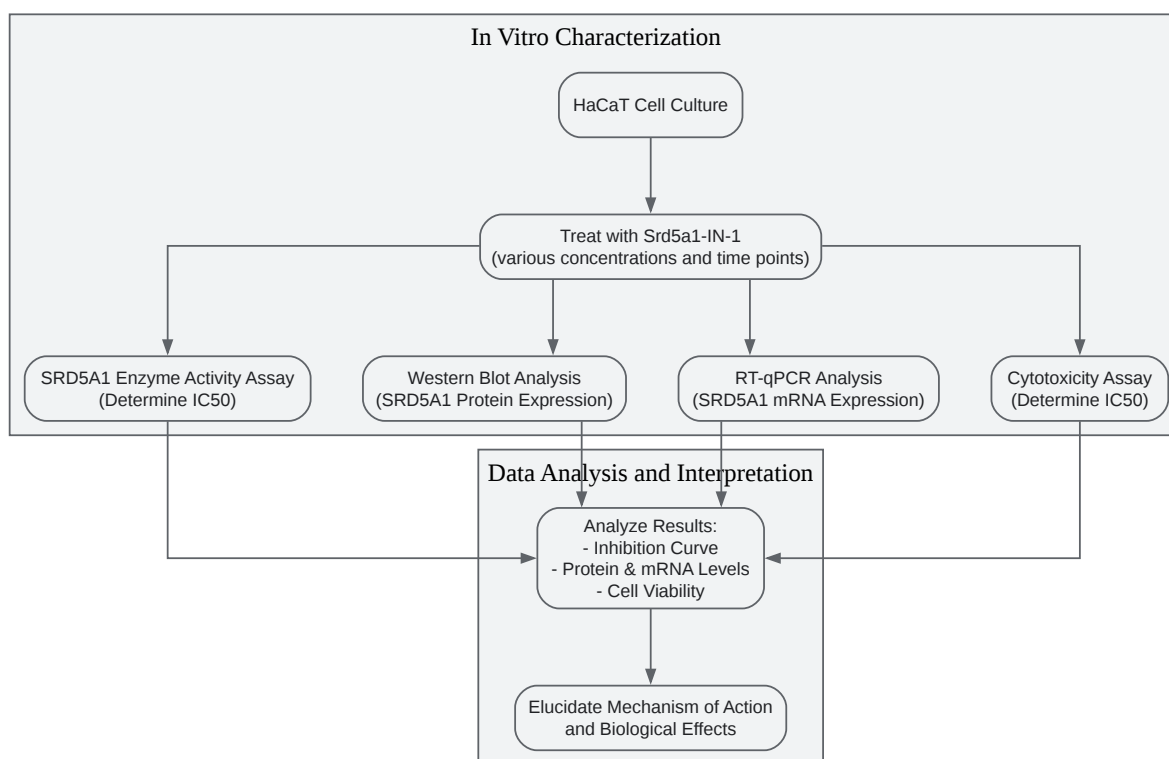 In Vitro Characterization
HaCaT Cell Culture
Treat with Srd5a1-IN-1
(various concentrations and time points)
SRD5A1 Enzyme Activity Assay
(Determine IC50)
Western Blot Analysis
(SRD5A1 Protein Expression)
RT-qPCR Analysis
(SRD5A1 mRNA Expression)
Cytotoxicity Assay
(Determine IC50)
Data Analysis and Interpretation
Analyze Results:
- Inhibition Curve
- Protein & mRNA Levels
- Cell Viability
Elucidate Mechanism of Action
and Biological Effects